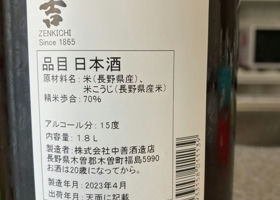 吉
ZENKICHI
Since 1865
品目 日本酒
原材料名：米（長野県産）、
米こうじ（長野県産米）
精米歩合：70%
アルコール分：15度
内容量：1.8L
製造者：株式会社中善酒造店
長野県木曽郡木曽町福島5990
お酒は20歳になってから。
製造年月：2023年4月
出荷年月：天面に記載